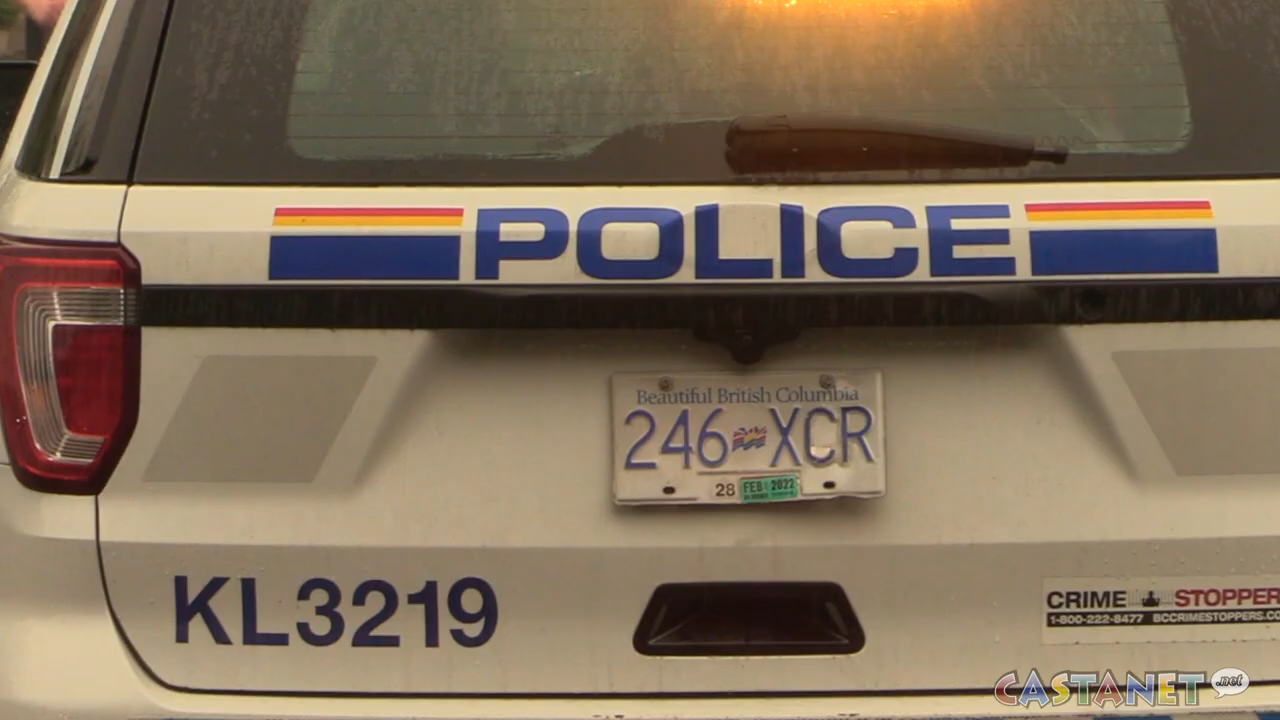 POLICE
Beautiful British Columbia
246 XCR
28 FEB 2022
KL3219
CRIME STOPPER
1-800-222-8477 BCCRIMESTOPPERS.CO
CASTANET.net